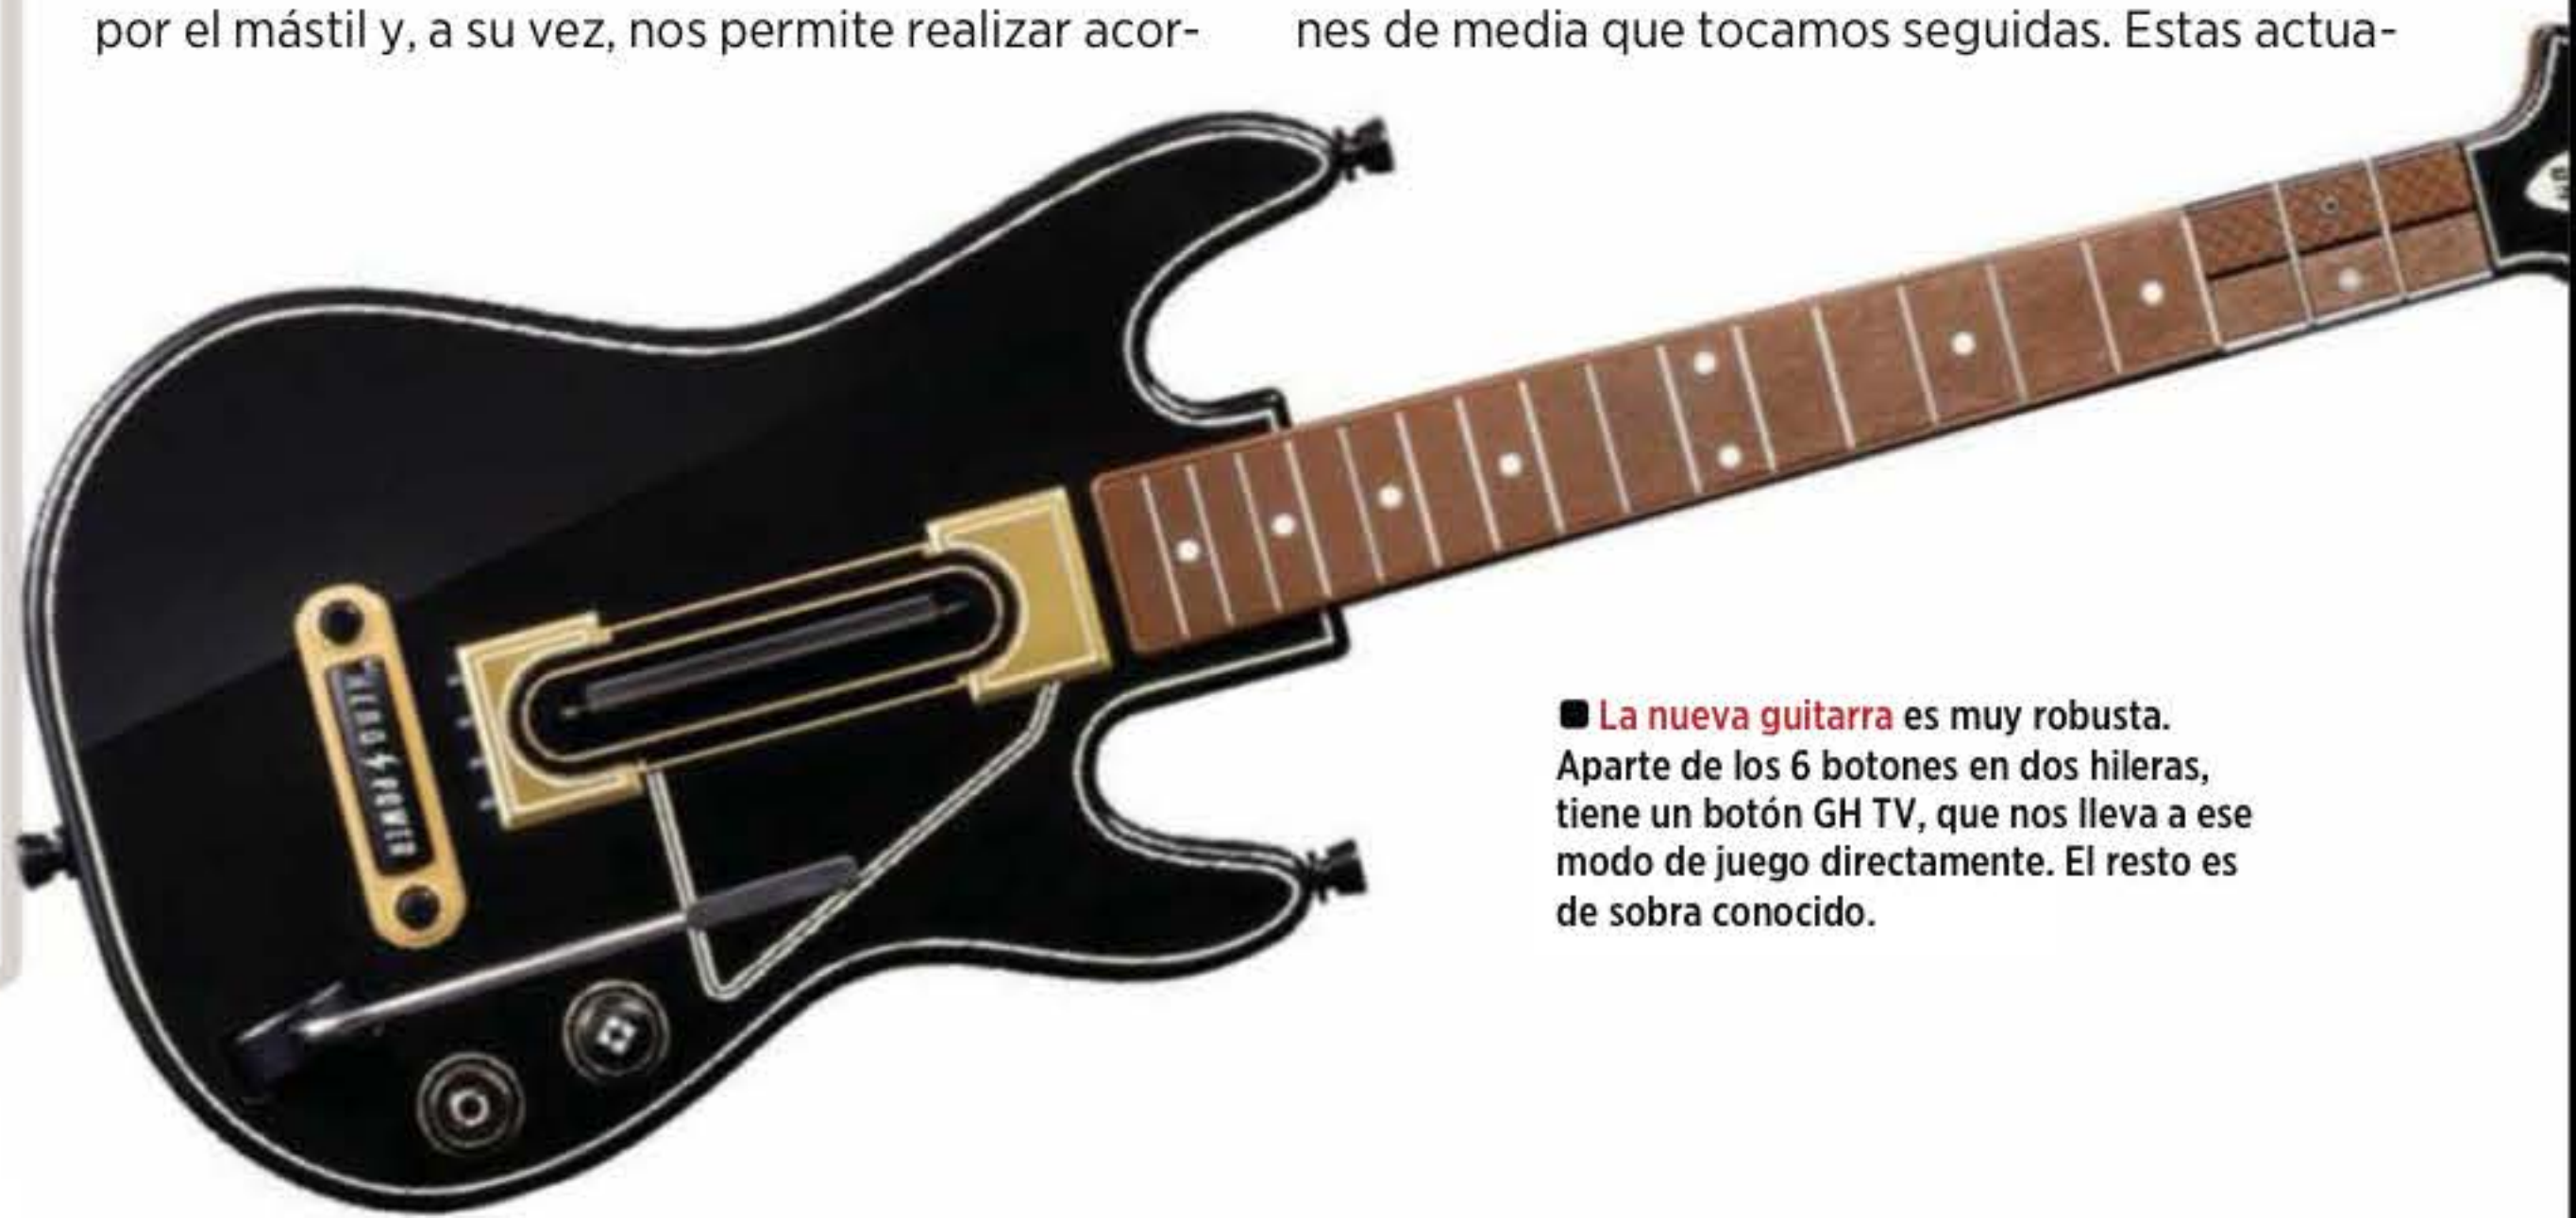 por el mástil y, a su vez, nos permite realizar acor-
nes de media que tocamos seguidas. Estas actua-
HERO POWER
La nueva guitarra es muy robusta.
Aparte de los 6 botones en dos hileras,
tiene un botón GH TV, que nos lleva a ese
modo de juego directamente. El resto es
de sobra conocido.